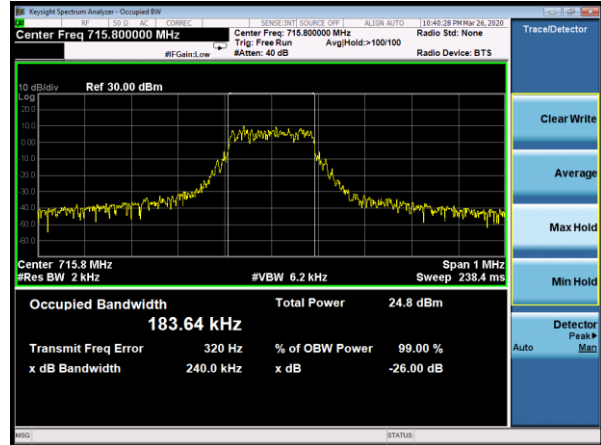 Keysight Spectrum Analyzer - Occupied BW
RF 50 Ω AC CORREC SENSE:INT SOURCE OFF ALIGN AUTO 10:40:28 PM Mar 26, 2020
Center Freq 715.800000 MHz Center Freq: 715.800000 MHz Radio Std: None
Trig: Free Run Avg|Hold:>100/100
#IFGain:Low #Atten: 40 dB Radio Device: BTS
Trace/Detector
10 dB/div Ref 30.00 dBm
Log
20.0
10.0
0.00
-10.0
-20.0
-30.0
-40.0
-50.0
-60.0
Center 715.8 MHz Span 1 MHz
#Res BW 2 kHz #VBW 6.2 kHz Sweep 238.4 ms
Occupied Bandwidth Total Power 24.8 dBm
183.64 kHz
Transmit Freq Error 320 Hz % of OBW Power 99.00 %
x dB Bandwidth 240.0 kHz x dB -26.00 dB
Clear Write
Average
Max Hold
Min Hold
Detector
Peak▶
Auto Man
MSG STATUS